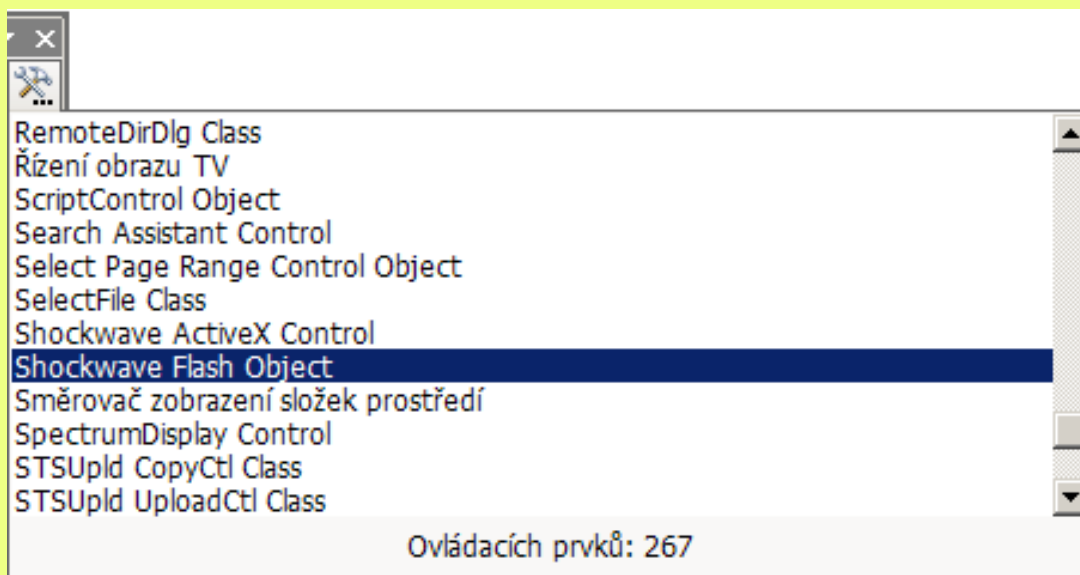 RemoteDirDlg Class
Řízení obrazu TV
ScriptControl Object
Search Assistant Control
Select Page Range Control Object
SelectFile Class
Shockwave ActiveX Control
Shockwave Flash Object
Směrovač zobrazení složek prostředí
SpectrumDisplay Control
STSUpld CopyCtl Class
STSUpld UploadCtl Class
Ovládacích prvků: 267